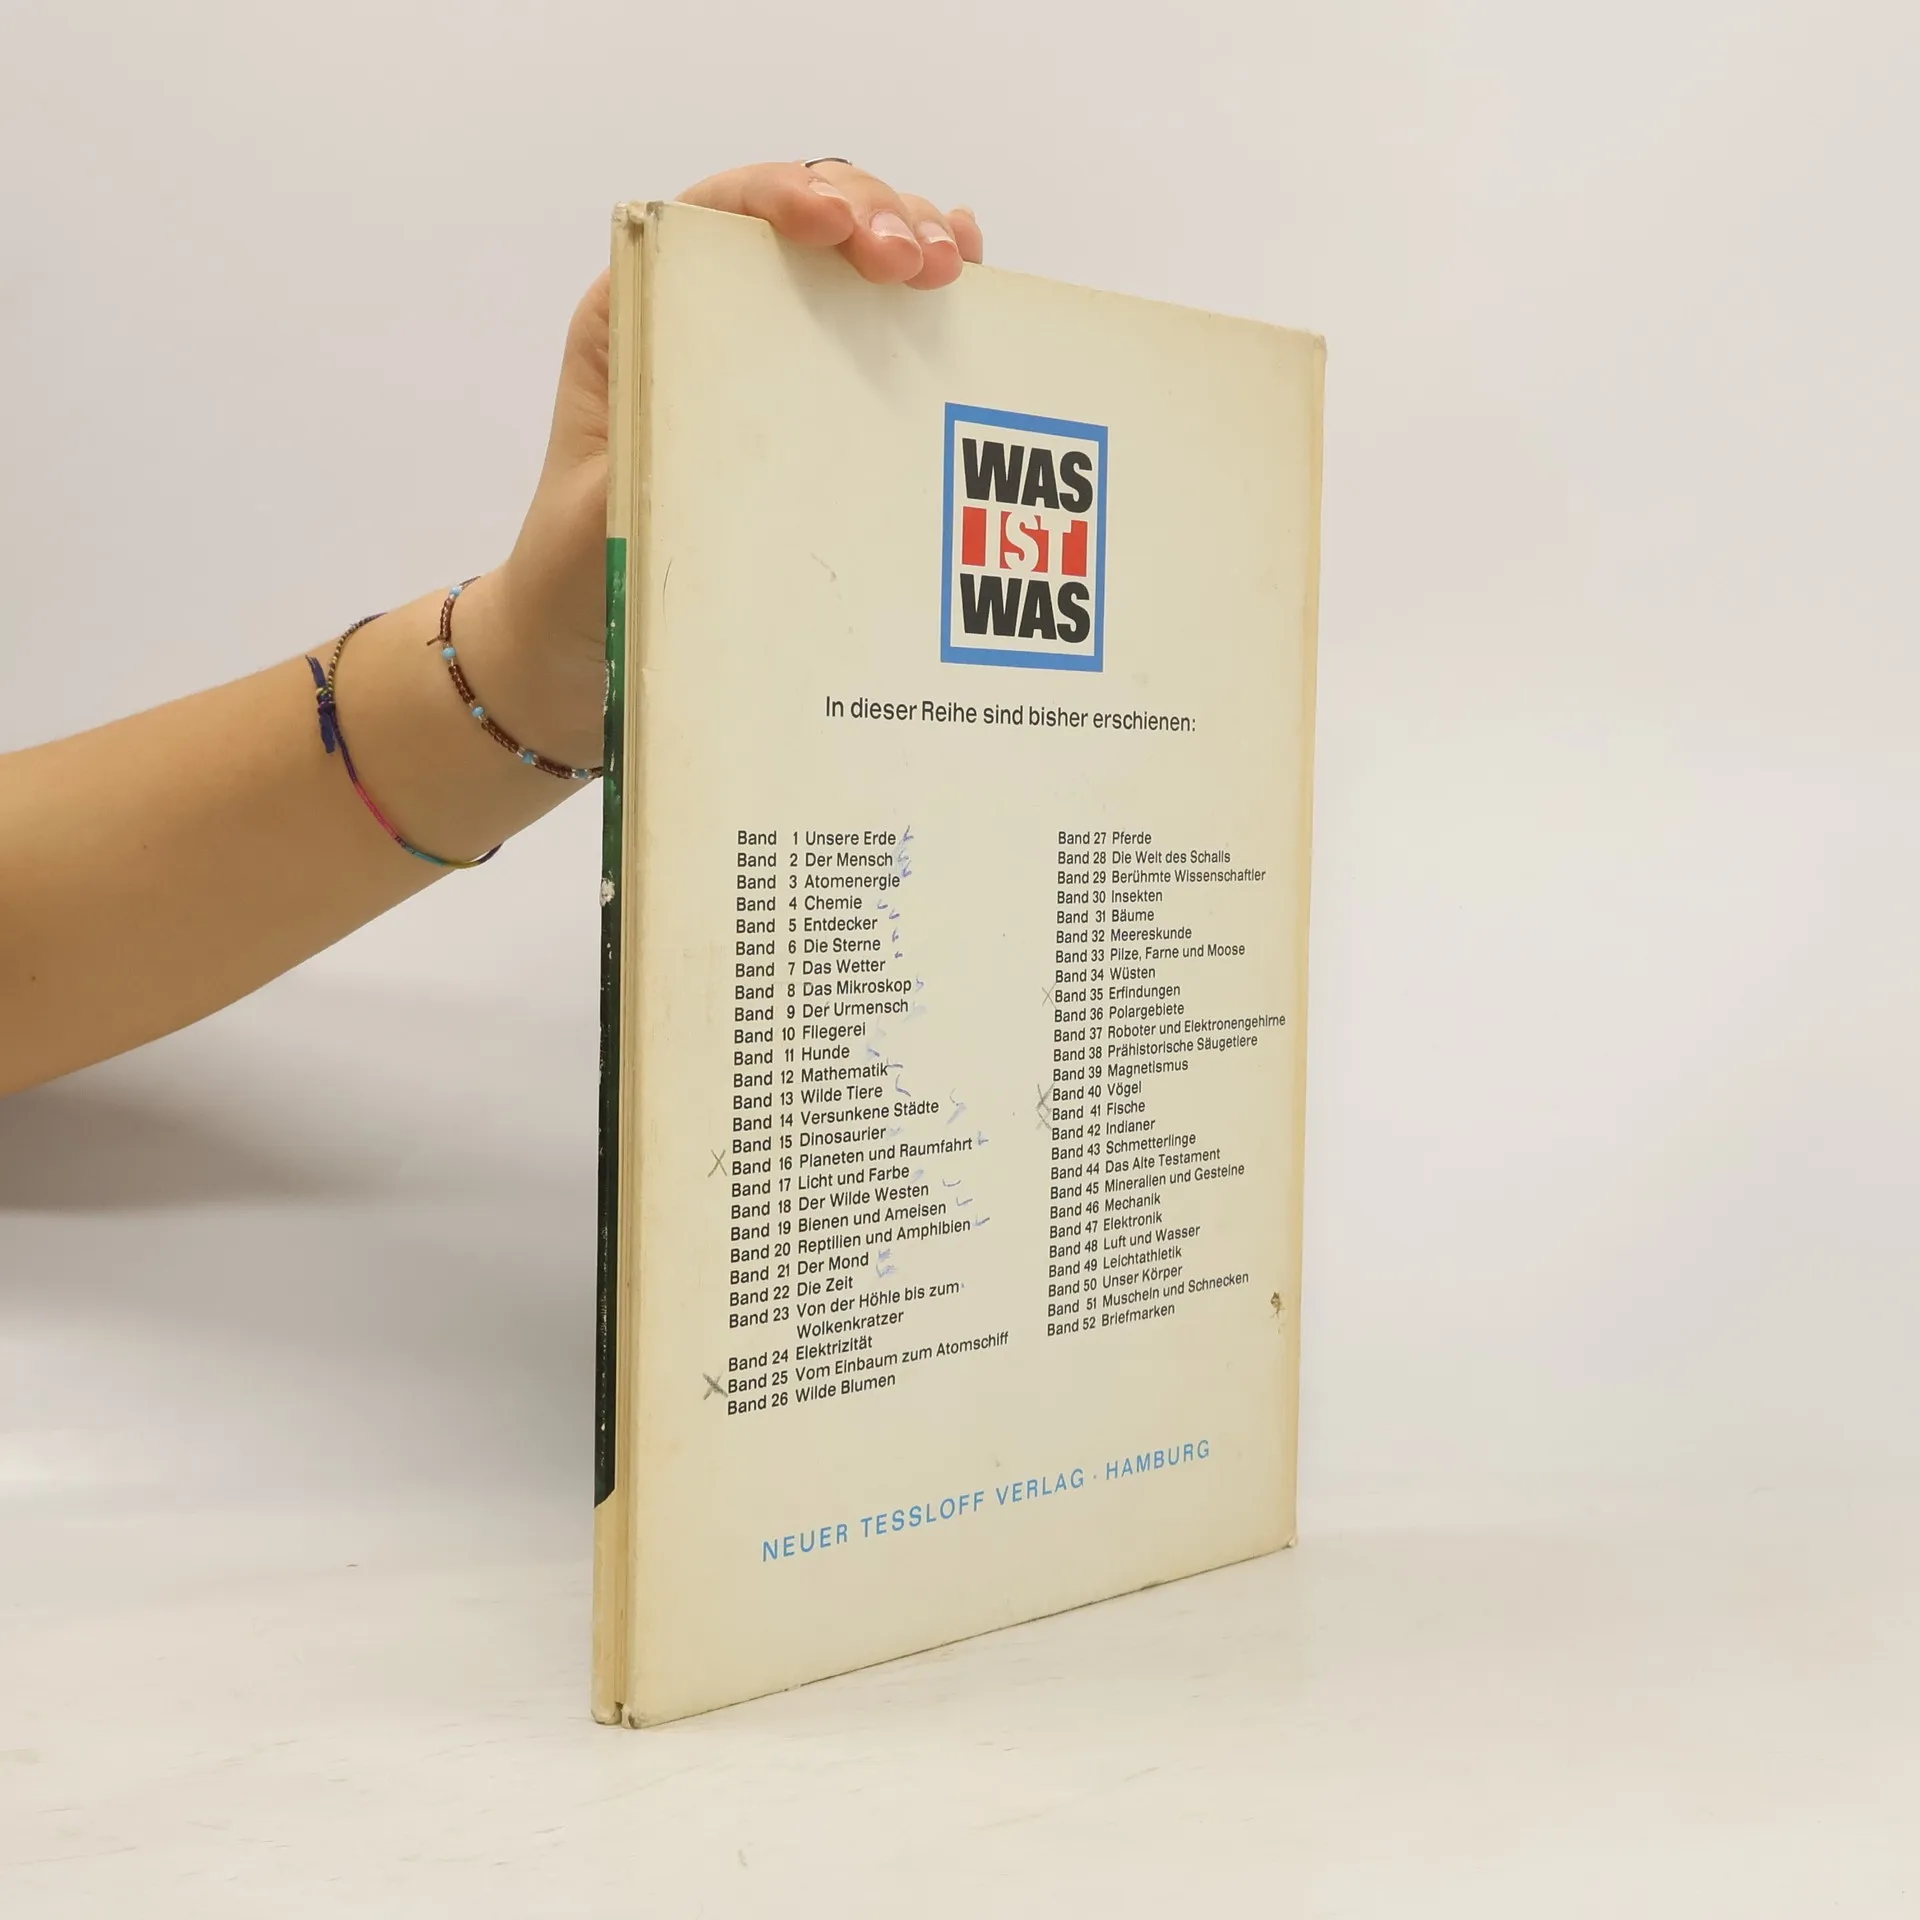 WAS
IST
WAS
In dieser Reihe sind bisher erschienen:
Band 1 Unsere Erde
Band 2 Der Mensch
Band 3 Atomenergie
Band 4 Chemie
Band 5 Entdecker
Band 6 Die Sterne
Band 7 Das Wetter
Band 8 Das Mikroskop
Band 9 Der Urmensch
Band 10 Fliegerei
Band 11 Hunde
Band 12 Mathematik
Band 13 Wilde Tiere
Band 14 Versunkene Städte
Band 15 Dinosaurier
Band 16 Planeten und Raumfahrt
Band 17 Licht und Farbe
Band 18 Der Wilde Westen
Band 19 Bienen und Ameisen
Band 20 Reptilien und Amphibien
Band 21 Der Mond
Band 22 Die Zeit
Band 23 Von der Höhle bis zum
Wolkenkratzer
Band 24 Elektrizität
Band 25 Vom Einbaum zum Atomschiff
Band 26 Wilde Blumen
Band 27 Pferde
Band 28 Die Welt des Schalls
Band 29 Berühmte Wissenschaftler
Band 30 Insekten
Band 31 Bäume
Band 32 Meereskunde
Band 33 Pilze, Farne und Moose
Band 34 Wüsten
Band 35 Erfindungen
Band 36 Polargebiete
Band 37 Roboter und Elektronengehirne
Band 38 Prähistorische Säugetiere
Band 39 Magnetismus
Band 40 Vögel
Band 41 Fische
Band 42 Indianer
Band 43 Schmetterlinge
Band 44 Das Alte Testament
Band 45 Mineralien und Gesteine
Band 46 Mechanik
Band 47 Elektronik
Band 48 Luft und Wasser
Band 49 Leichtathletik
Band 50 Unser Körper
Band 51 Muscheln und Schnecken
Band 52 Briefmarken
NEUER TESSLOFF VERLAG · HAMBURG